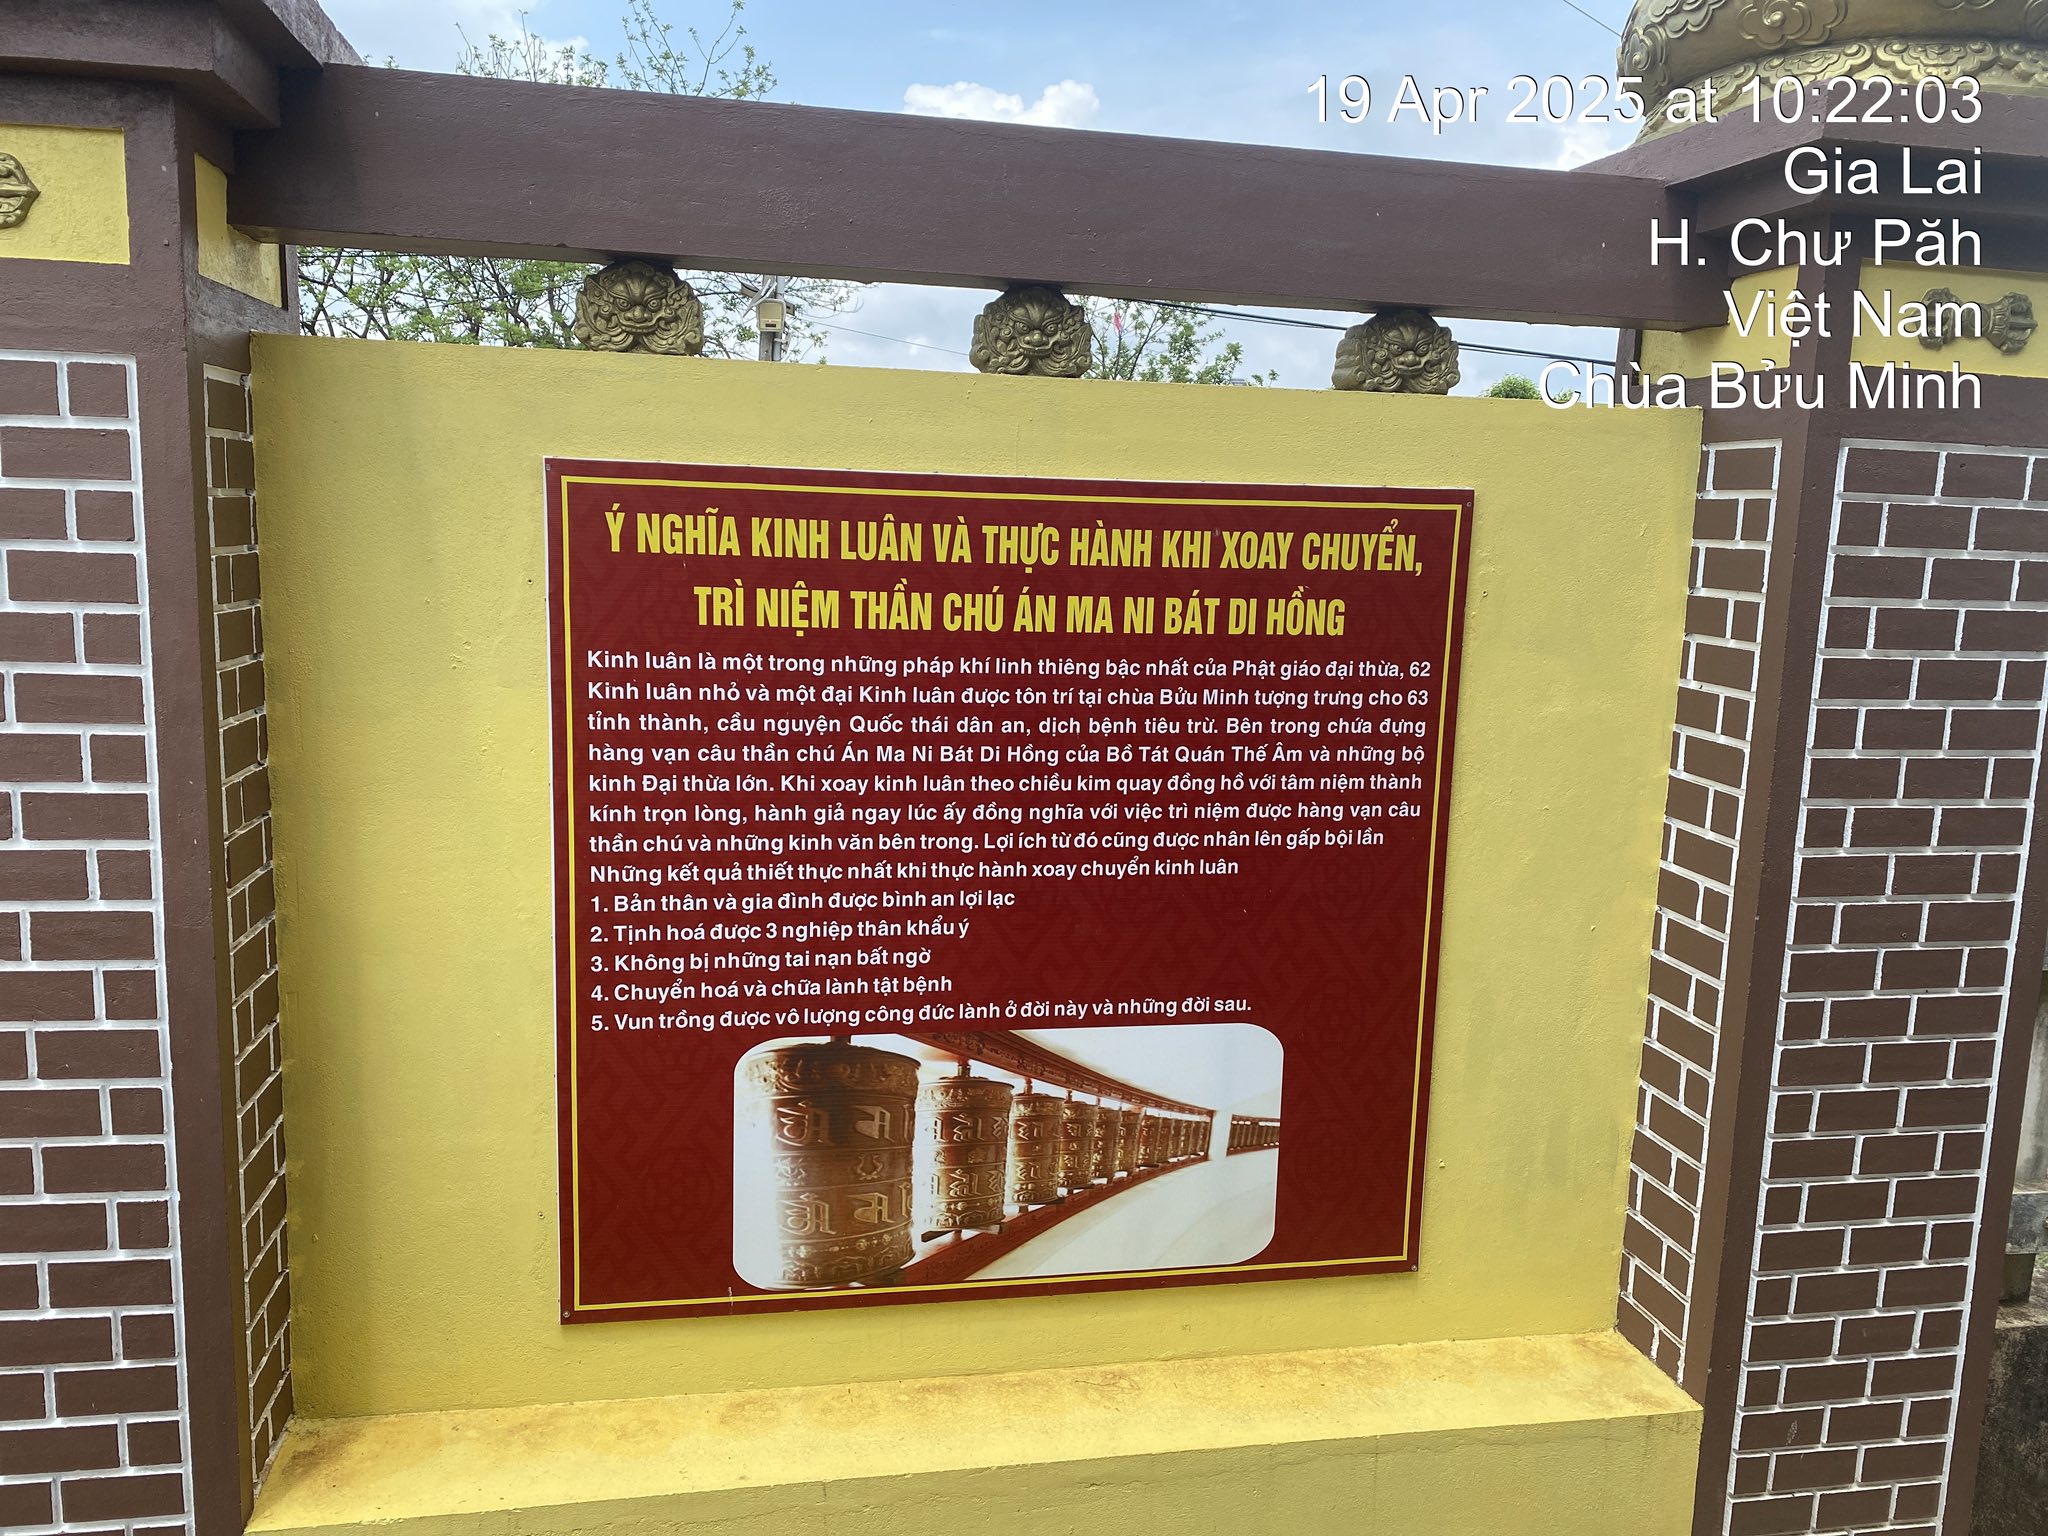 19 Apr 2025 at 10:22:03
Gia Lai
H. Chư Păh
Việt Nam
Chùa Bửu Minh
Ý NGHĨA KINH LUÂN VÀ THỰC HÀNH KHI XOAY CHUYỂN,
TRÌ NIỆM THẦN CHÚ ÁN MA NI BÁT DI HỒNG
Kinh luân là một trong những pháp khí linh thiêng bậc nhất của Phật giáo đại thừa, 62
Kinh luân nhỏ và một đại Kinh luân được tôn trí tại chùa Bửu Minh tượng trưng cho 63
tỉnh thành, cầu nguyện Quốc thái dân an, dịch bệnh tiêu trừ. Bên trong chứa đựng
hàng vạn câu thần chú Án Ma Ni Bát Di Hồng của Bồ Tát Quán Thế Âm và những bộ
kinh Đại thừa lớn. Khi xoay kinh luân theo chiều kim quay đồng hồ với tâm niệm thành
kính trọn lòng, hành giả ngay lúc ấy đồng nghĩa với việc trì niệm được hàng vạn câu
thần chú và những kinh văn bên trong. Lợi ích từ đó cũng được nhân lên gấp bội lần
Những kết quả thiết thực nhất khi thực hành xoay chuyển kinh luân
1. Bản thân và gia đình được bình an lợi lạc
2. Tịnh hoá được 3 nghiệp thân khẩu ý
3. Không bị những tai nạn bất ngờ
4. Chuyển hoá và chữa lành tật bệnh
5. Vun trồng được vô lượng công đức lành ở đời này và những đời sau.